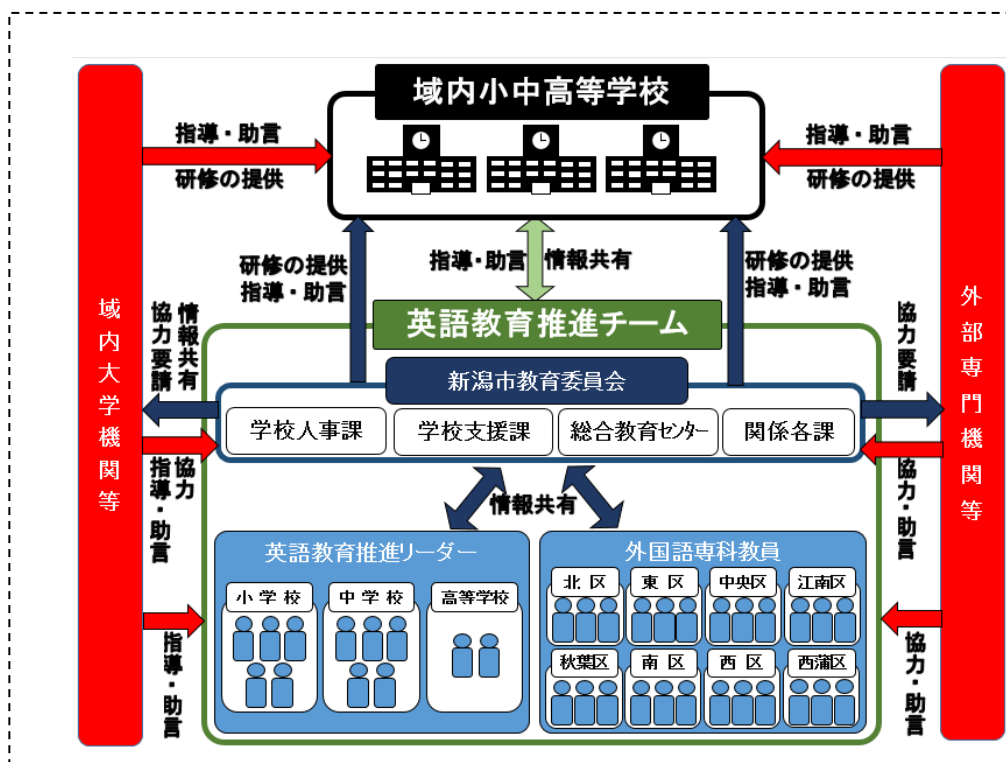 域内小中高等学校
指導・助言
研修の提供
指導・助言
研修の提供
研修の提供
指導・助言
指導・助言
情報共有
研修の提供
指導・助言
英語教育推進チーム
新潟市教育委員会
学校人事課
学校支援課
総合教育センター
関係各課
域内大学機関等
情報共有
協力要請
協力
指導・助言
指導・助言
外部専門機関等
協力要請
協力・助言
協力・助言
情報共有
英語教育推進リーダー
小学校
中学校
高等学校
外国語専科教員
北区
東区
中央区
江南区
秋葉区
南区
西区
西蒲区